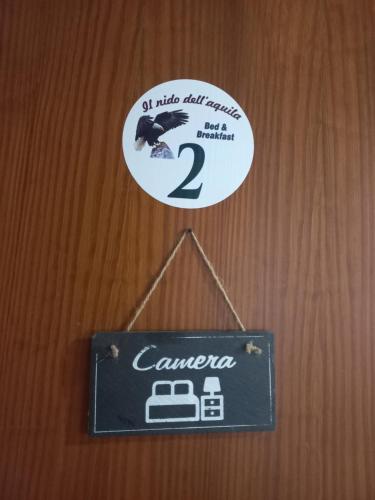 Il nido dell'aquila
Bed &
Breakfast
2
Camera